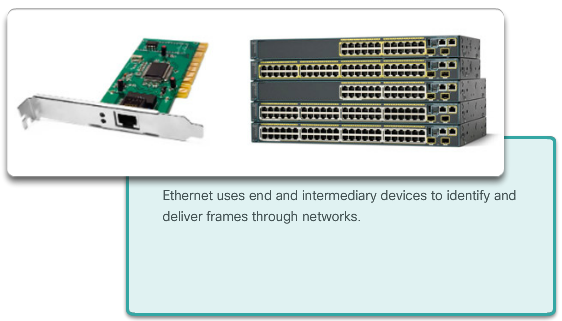 Ethernet uses end and intermediary devices to identify and
deliver frames through networks.